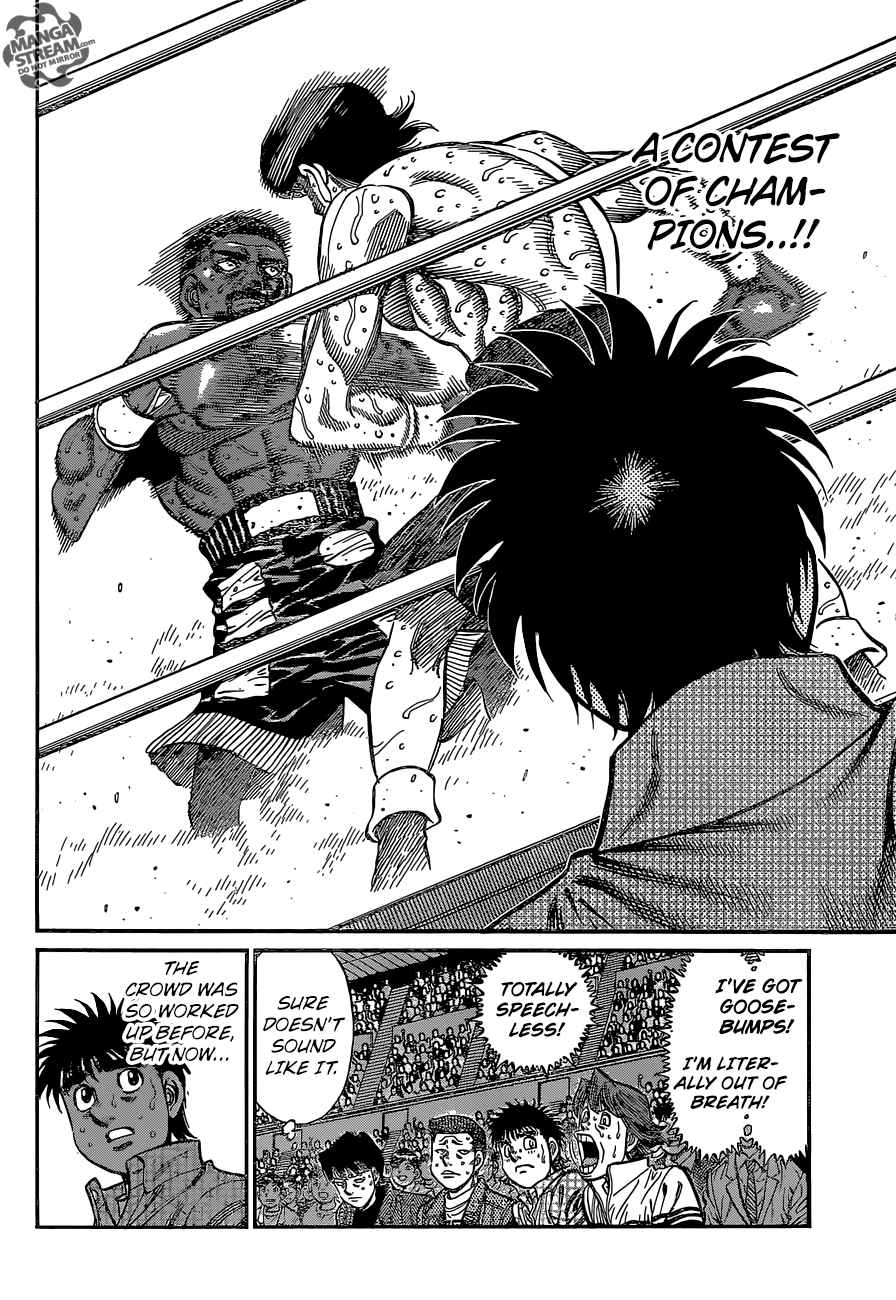 MANGA
STREAM.com
DO NOT MIRROR
A CONTEST
OF CHAM-
PIONS..!!
THE
CROWD WAS
SO WORKED
UP BEFORE,
BUT NOW...
I'VE GOT
GOOSE-
BUMPS!
I'M LITER-
ALLY OUT OF
BREATH!
TOTALLY
SPEECH-
LESS!
SURE
DOESN'T
SOUND
LIKE IT.